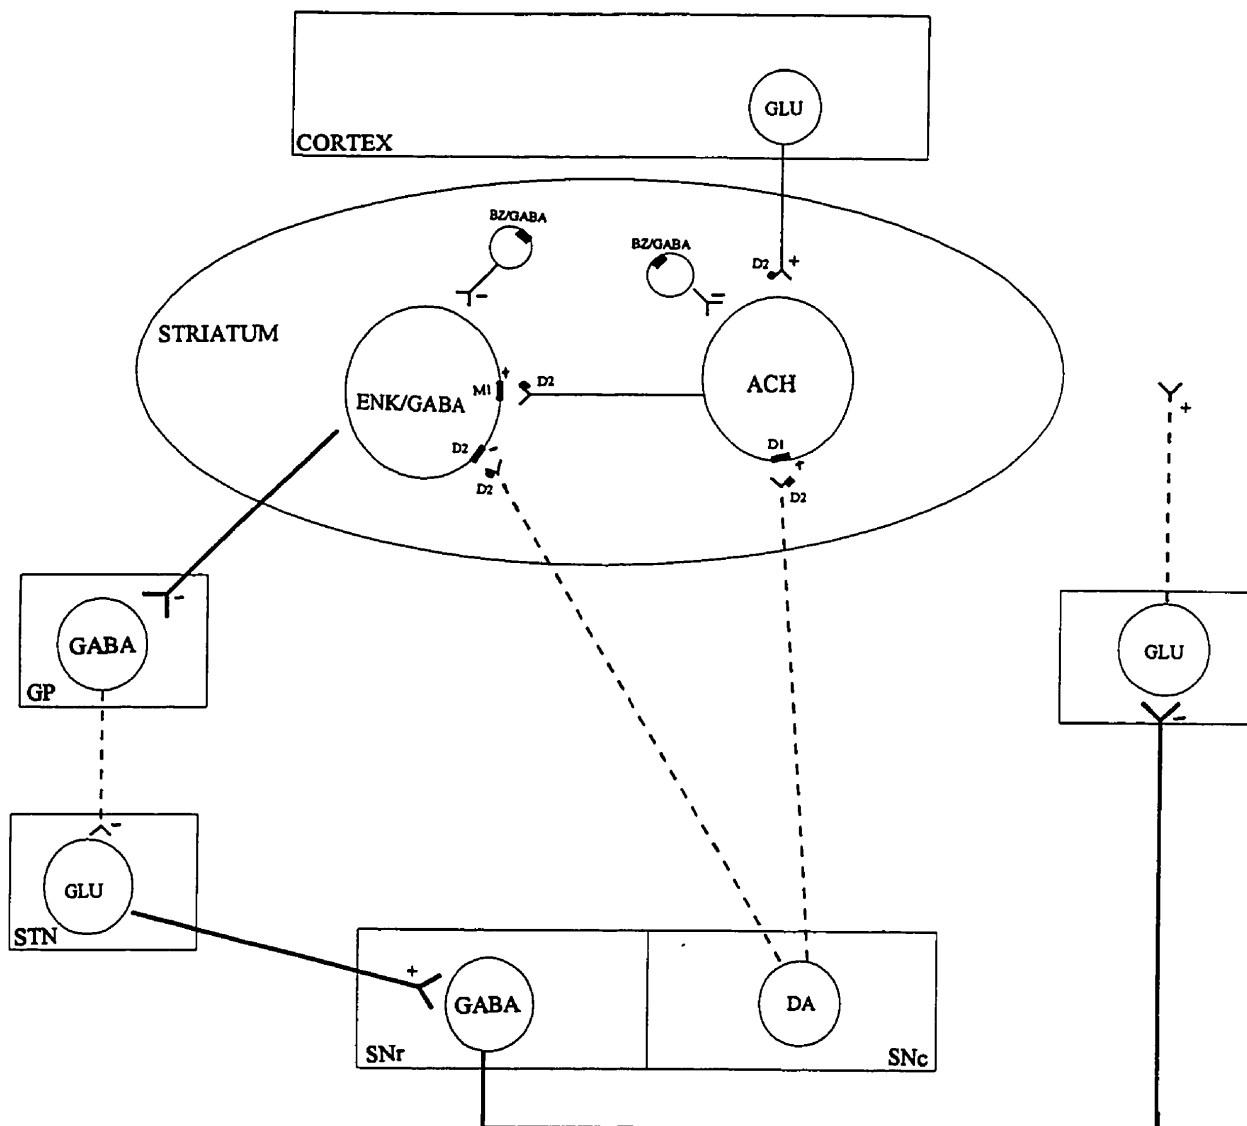 GLU
CORTEX
BZ/GABA
BZ/GABA
D2
+
-
=
STRIATUM
ACH
M1
+
D2
ENK/GABA
D1
+
D2
-
D2
D2
+
-
GABA
GP
GLU
-
-
GLU
STN
+
GABA
DA
SNr
SNc